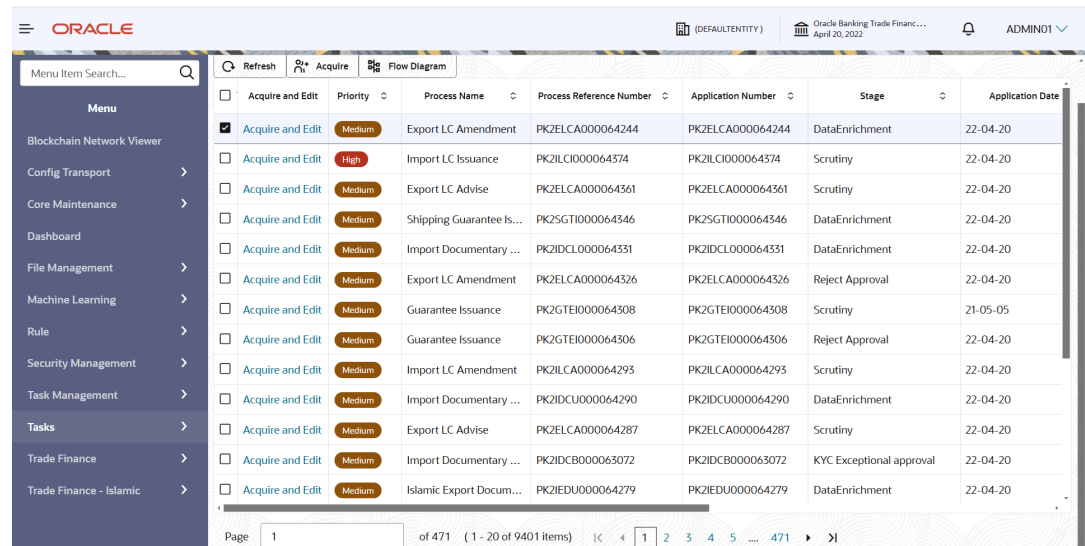 ORACLE
(DEFAULTENTITY )
Oracle Banking Trade Financ...
April 20, 2022
ADMIN01
Menu Item Search...
Menu
Blockchain Network Viewer
Config Transport
Core Maintenance
Dashboard
File Management
Machine Learning
Rule
Security Management
Task Management
Tasks
Trade Finance
Trade Finance - Islamic
Refresh Acquire Flow Diagram
Acquire and Edit Priority Process Name Process Reference Number Application Number Stage Application Date
Acquire and Edit Medium Export LC Amendment PK2ELCA000064244 PK2ELCA000064244 DataEnrichment 22-04-20
Acquire and Edit High Import LC Issuance PK2ILCI000064374 PK2ILCI000064374 Scrutiny 22-04-20
Acquire and Edit Medium Export LC Advise PK2ELCA000064361 PK2ELCA000064361 Scrutiny 22-04-20
Acquire and Edit Medium Shipping Guarantee Is... PK2SGTI000064346 PK2SGTI000064346 DataEnrichment 22-04-20
Acquire and Edit Medium Import Documentary ... PK2IDCL000064331 PK2IDCL000064331 DataEnrichment 22-04-20
Acquire and Edit Medium Export LC Amendment PK2ELCA000064326 PK2ELCA000064326 Reject Approval 22-04-20
Acquire and Edit Medium Guarantee Issuance PK2GTEI000064308 PK2GTEI000064308 Scrutiny 21-05-05
Acquire and Edit Medium Guarantee Issuance PK2GTEI000064306 PK2GTEI000064306 Reject Approval 22-04-20
Acquire and Edit Medium Import LC Amendment PK2ILCA000064293 PK2ILCA000064293 Scrutiny 22-04-20
Acquire and Edit Medium Import Documentary ... PK2IDCU000064290 PK2IDCU000064290 DataEnrichment 22-04-20
Acquire and Edit Medium Export LC Advise PK2ELCA000064287 PK2ELCA000064287 Scrutiny 22-04-20
Acquire and Edit Medium Import Documentary ... PK2IDCB000063072 PK2IDCB000063072 KYC Exceptional approval 22-04-20
Acquire and Edit Medium Islamic Export Docum... PK2IEDU000064279 PK2IEDU000064279 DataEnrichment 22-04-20
Page 1 of 471 ( 1 - 20 of 9401 items) 1 2 3 4 5 .... 471